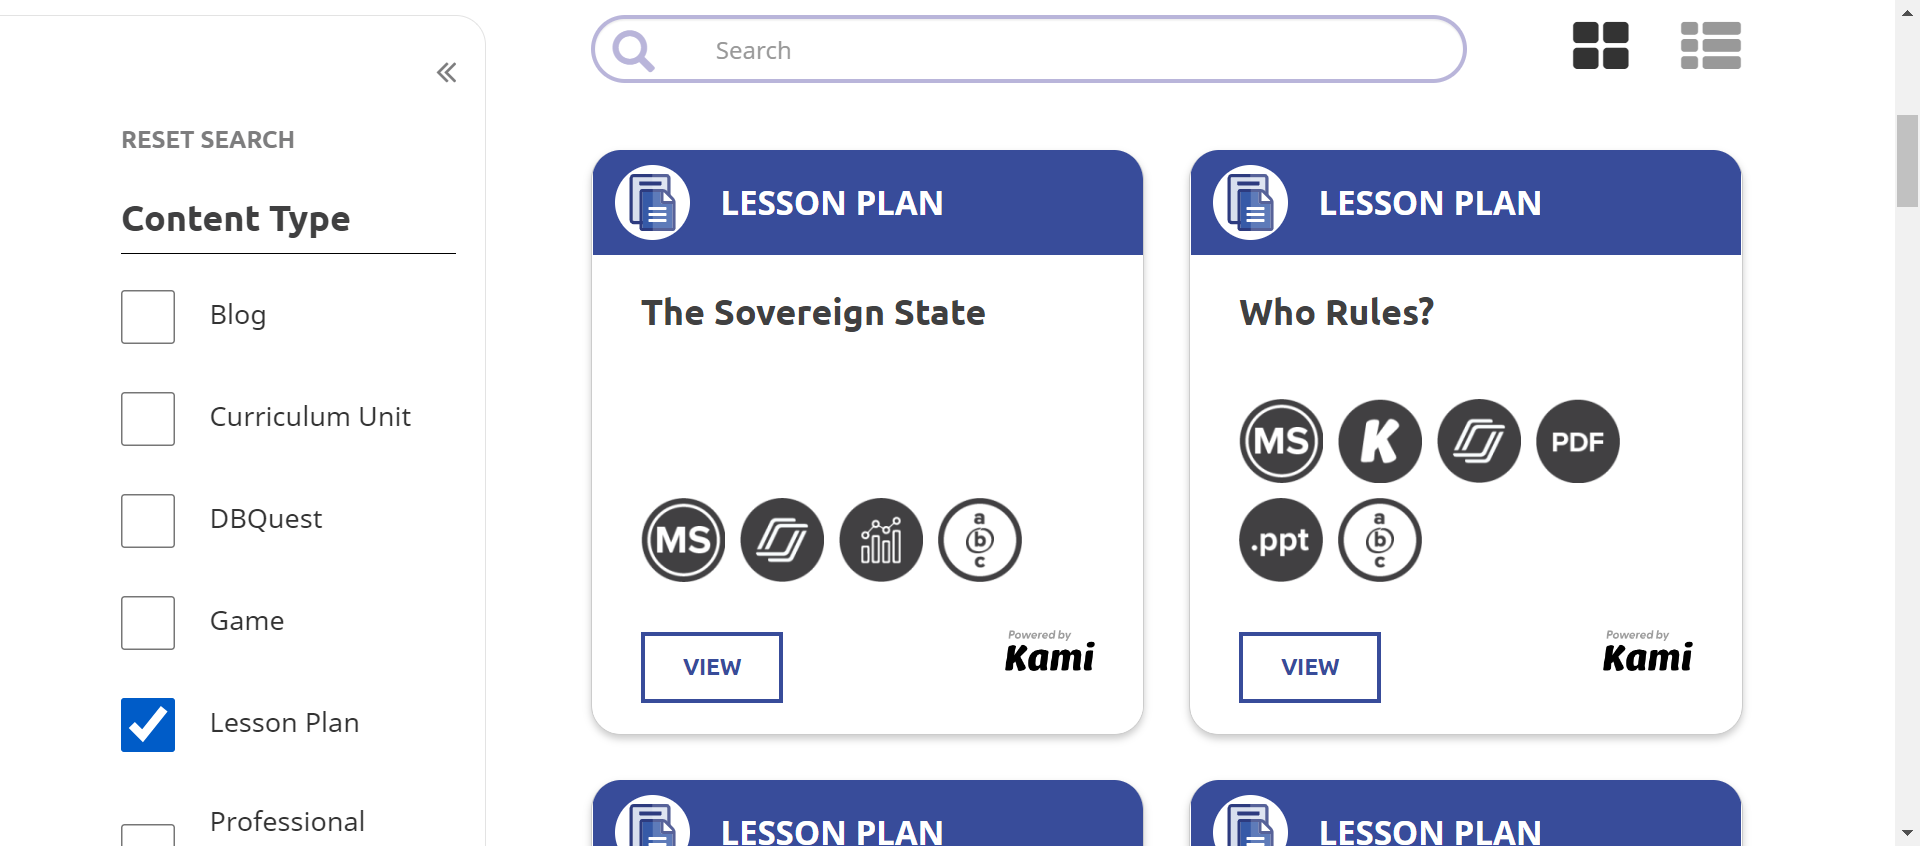 Search
RESET SEARCH
Content Type
Blog
Curriculum Unit
DBQuest
Game
Lesson Plan
Professional
LESSON PLAN
The Sovereign State
MS
a
b
c
VIEW
Powered by
Kami
LESSON PLAN
Who Rules?
MS
K
PDF
.ppt
a
b
c
VIEW
Powered by
Kami
LESSON PLAN
LESSON PLAN